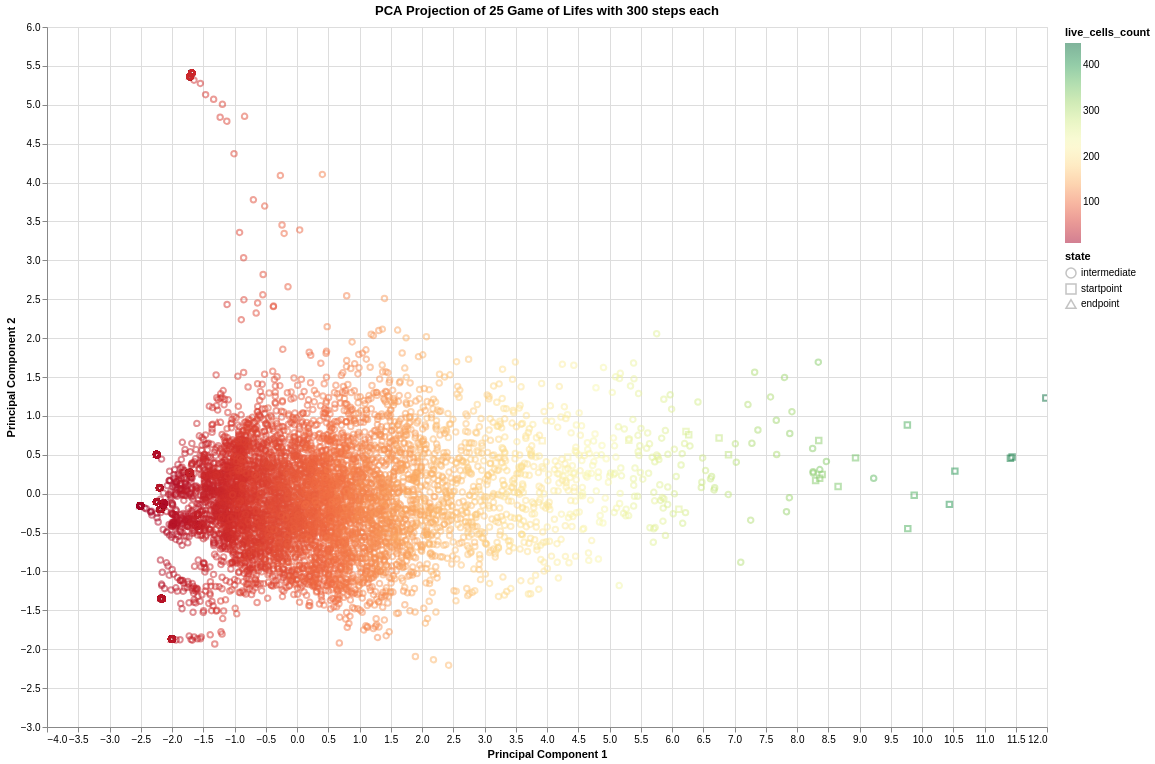 PCA Projection of 25 Game of Lifes with 300 steps each
6.0
5.5
5.0
4.5
4.0
3.5
3.0
2.5
2.0
1.5
1.0
0.5
0.0
−0.5
−1.0
−1.5
−2.0
−2.5
−3.0
Principal Component 2
−4.0 −3.5 −3.0 −2.5 −2.0 −1.5 −1.0 −0.5 0.0 0.5 1.0 1.5 2.0 2.5 3.0 3.5 4.0 4.5 5.0 5.5 6.0 6.5 7.0 7.5 8.0 8.5 9.0 9.5 10.0 10.5 11.0 11.5 12.0
Principal Component 1
live_cells_count
400
300
200
100
state
intermediate
startpoint
endpoint